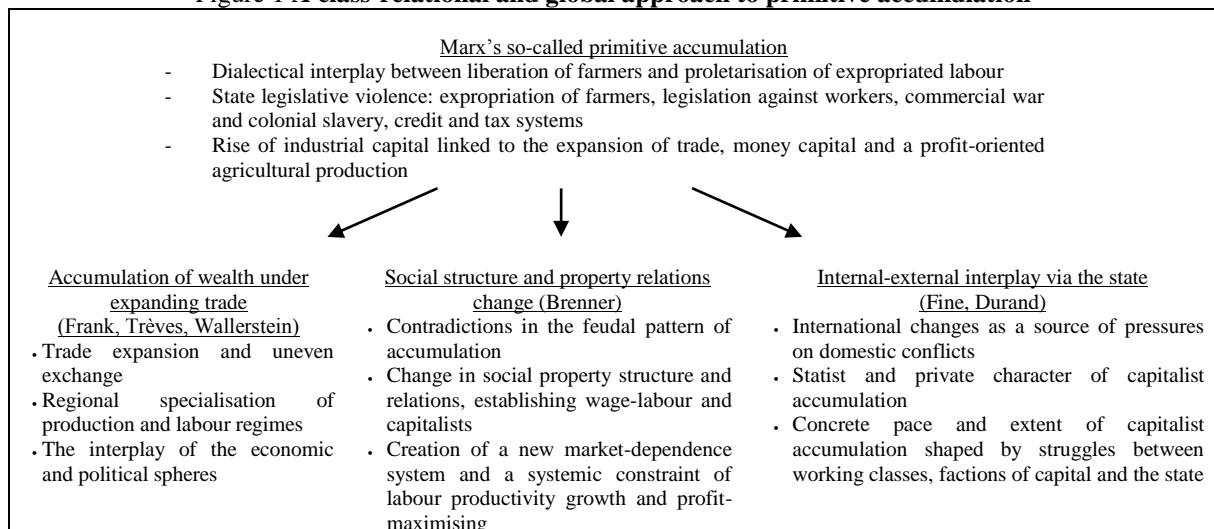 Figure 1 A class-relational and global approach to primitive accumulation
Marx's so-called primitive accumulation
- Dialectical interplay between liberation of farmers and proletarisation of expropriated labour
- State legislative violence: expropriation of farmers, legislation against workers, commercial war
and colonial slavery, credit and tax systems
- Rise of industrial capital linked to the expansion of trade, money capital and a profit-oriented
agricultural production
Accumulation of wealth under
expanding trade
(Frank, Trèves, Wallerstein)
• Trade expansion and uneven
exchange
• Regional specialisation of
production and labour regimes
• The interplay of the economic
and political spheres
Social structure and property relations
change (Brenner)
• Contradictions in the feudal pattern of
accumulation
• Change in social property structure and
relations, establishing wage-labour and
capitalists
• Creation of a new market-dependence
system and a systemic constraint of
labour productivity growth and profit-
maximising
Internal-external interplay via the state
(Fine, Durand)
• International changes as a source of pressures
on domestic conflicts
• Statist and private character of capitalist
accumulation
• Concrete pace and extent of capitalist
accumulation shaped by struggles between
working classes, factions of capital and the state